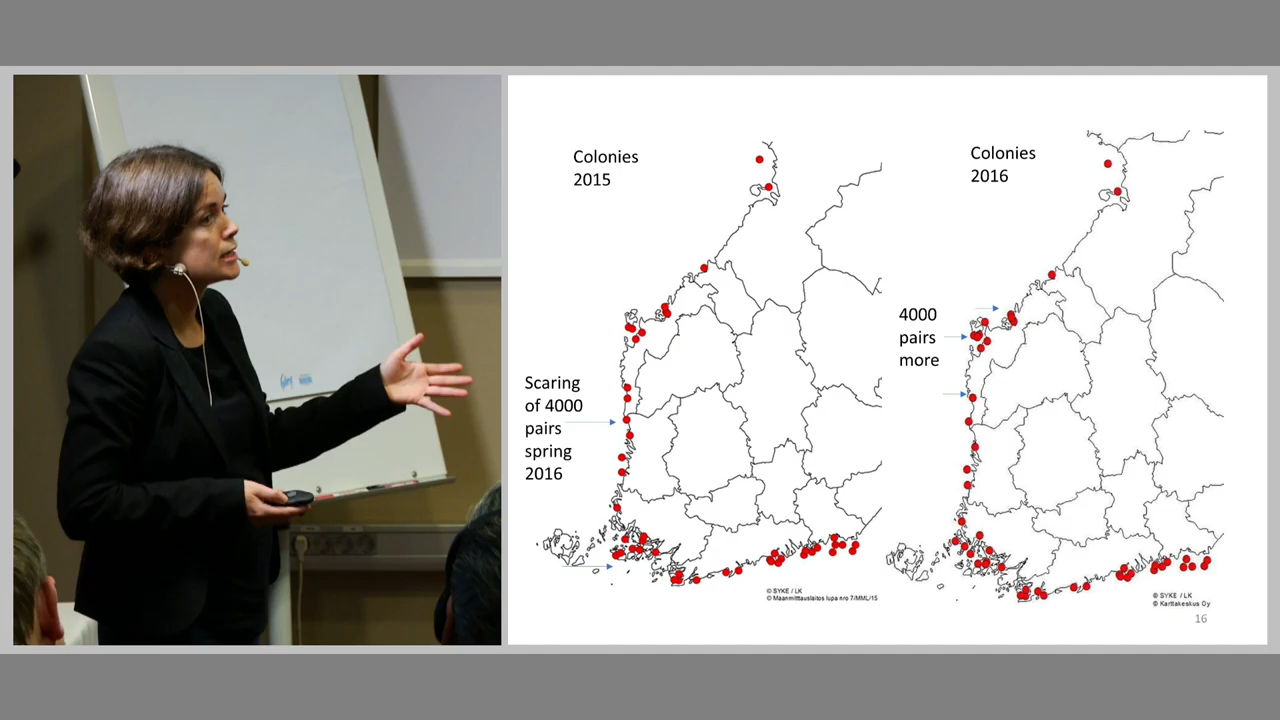 Colonies
2015
Scaring
of 4000
pairs
spring
2016
© SYKE / LK
© Maanmittauslaitos lupa nro 7/MML/15
Colonies
2016
4000
pairs
more
© SYKE / LK
© Karttakeskus Oy
16